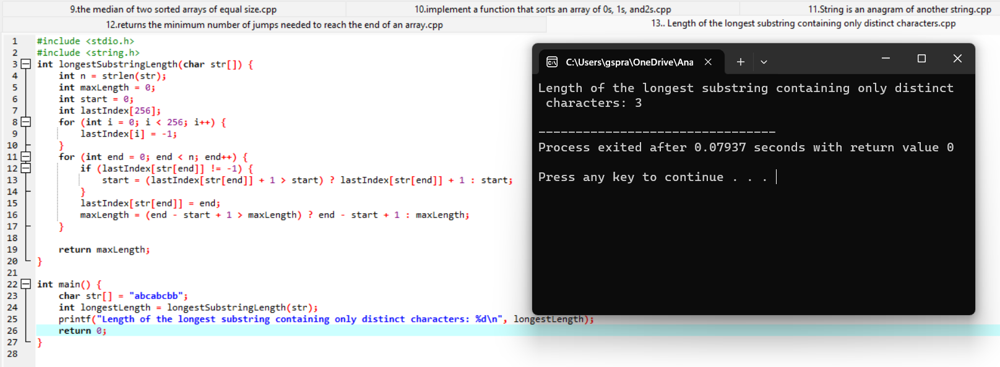 9.the median of two sorted arrays of equal size.cpp
10.implement a function that sorts an array of 0s, 1s, and2s.cpp
11.String is an anagram of another string.cpp
12.returns the minimum number of jumps needed to reach the end of an array.cpp
13.. Length of the longest substring containing only distinct characters.cpp
1 #include <stdio.h>
2 #include <string.h>
3 int longestSubstringLength(char str[]) {
4 int n = strlen(str);
5 int maxLength = 0;
6 int start = 0;
7 int lastIndex[256];
8 for (int i = 0; i < 256; i++) {
9 lastIndex[i] = -1;
10 }
11 for (int end = 0; end < n; end++) {
12 if (lastIndex[str[end]] != -1) {
13 start = (lastIndex[str[end]] + 1 > start) ? lastIndex[str[end]] + 1 : start;
14 }
15 lastIndex[str[end]] = end;
16 maxLength = (end - start + 1 > maxLength) ? end - start + 1 : maxLength;
17 }
18
19 return maxLength;
20 }
21
22 int main() {
23 char str[] = "abcabcbb";
24 int longestLength = longestSubstringLength(str);
25 printf("Length of the longest substring containing only distinct characters: %d\n", longestLength);
26 return 0;
27 }
28
C:\Users\gspra\OneDrive\Ana
Length of the longest substring containing only distinct
characters: 3
--------------------------------
Process exited after 0.07937 seconds with return value 0
Press any key to continue . . .